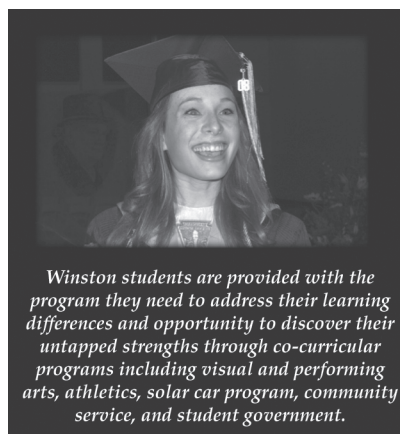 08
Winston students are provided with the
program they need to address their learning
differences and opportunity to discover their
untapped strengths through co-curricular
programs including visual and performing
arts, athletics, solar car program, community
service, and student government.